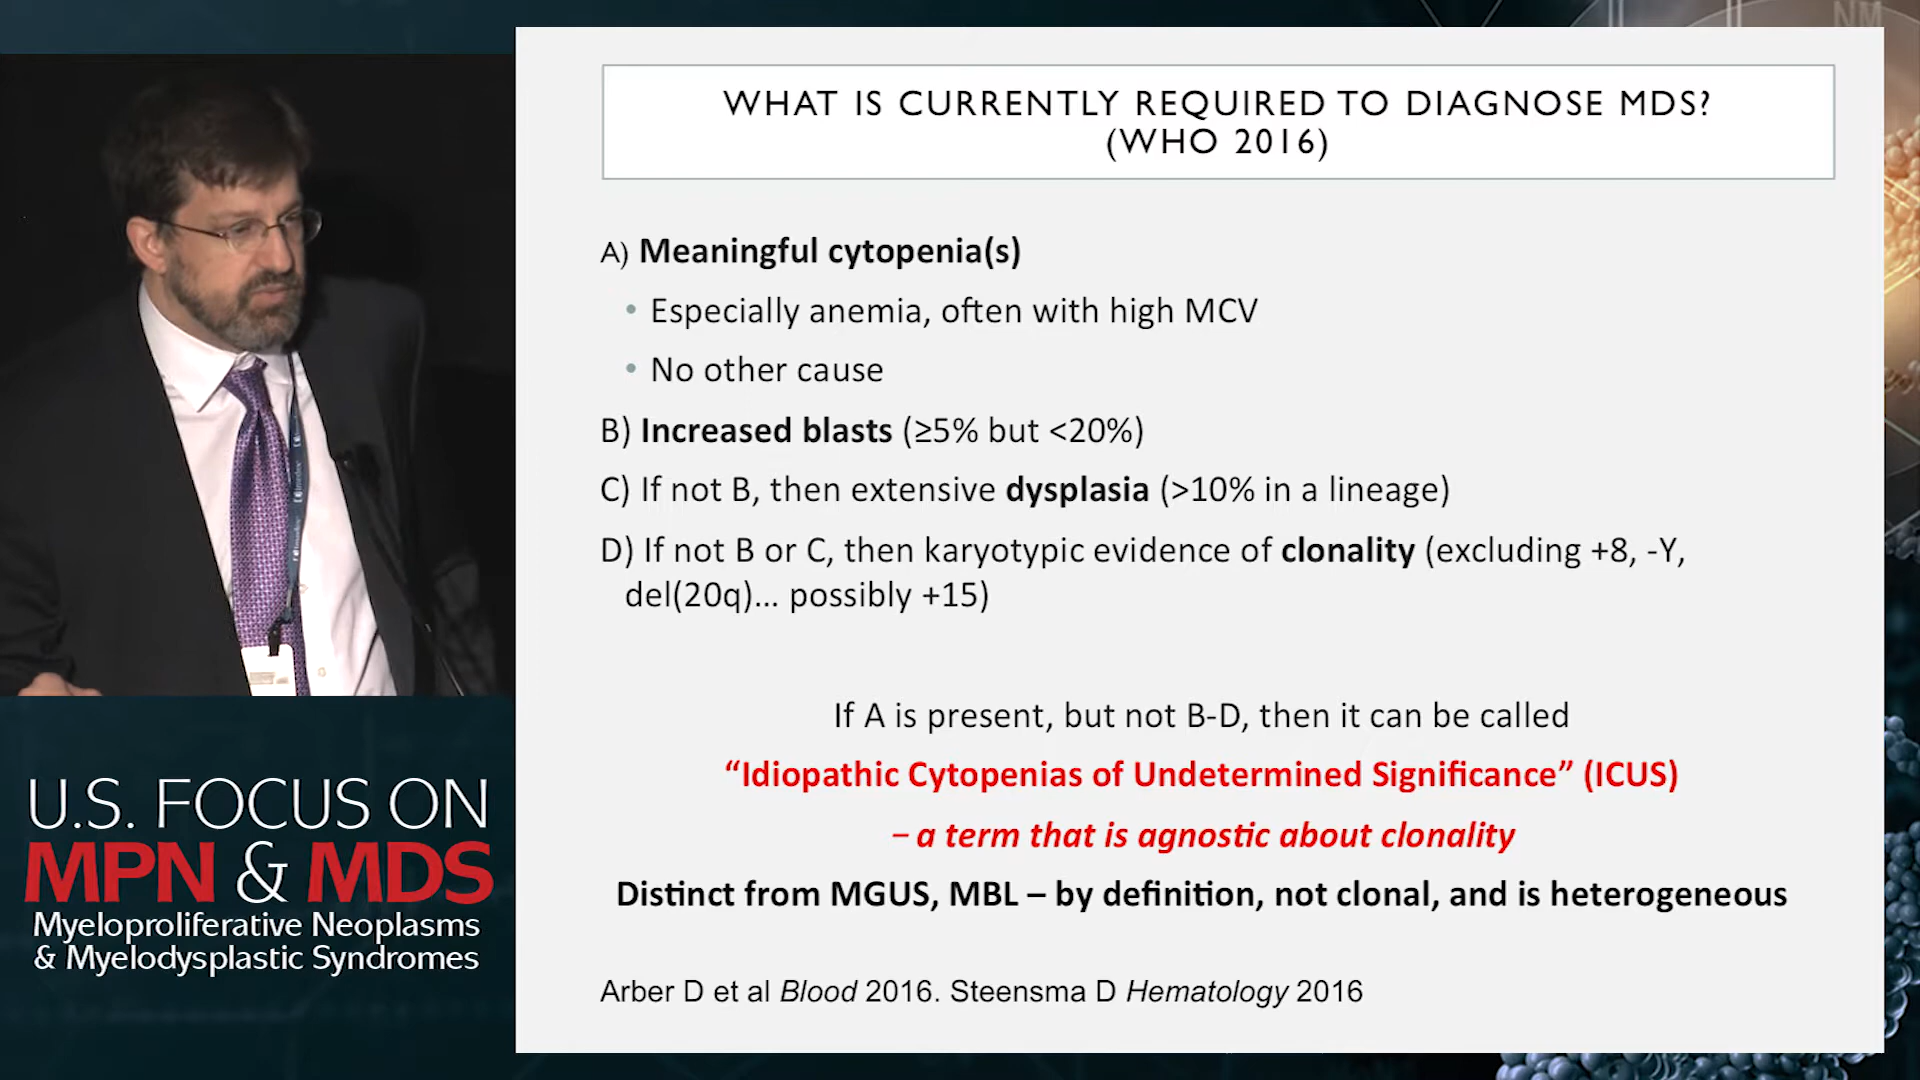 NM
WHAT IS CURRENTLY REQUIRED TO DIAGNOSE MDS?
(WHO 2016)
A) Meaningful cytopenia(s)
• Especially anemia, often with high MCV
• No other cause
B) Increased blasts (≥5% but <20%)
C) If not B, then extensive dysplasia (>10% in a lineage)
D) If not B or C, then karyotypic evidence of clonality (excluding +8, -Y,
del(20q)... possibly +15)
If A is present, but not B-D, then it can be called
“Idiopathic Cytopenias of Undetermined Significance” (ICUS)
– a term that is agnostic about clonality
Distinct from MGUS, MBL – by definition, not clonal, and is heterogeneous
Arber D et al Blood 2016. Steensma D Hematology 2016
U.S. FOCUS ON
MPN & MDS
Myeloproliferative Neoplasms
& Myelodysplastic Syndromes